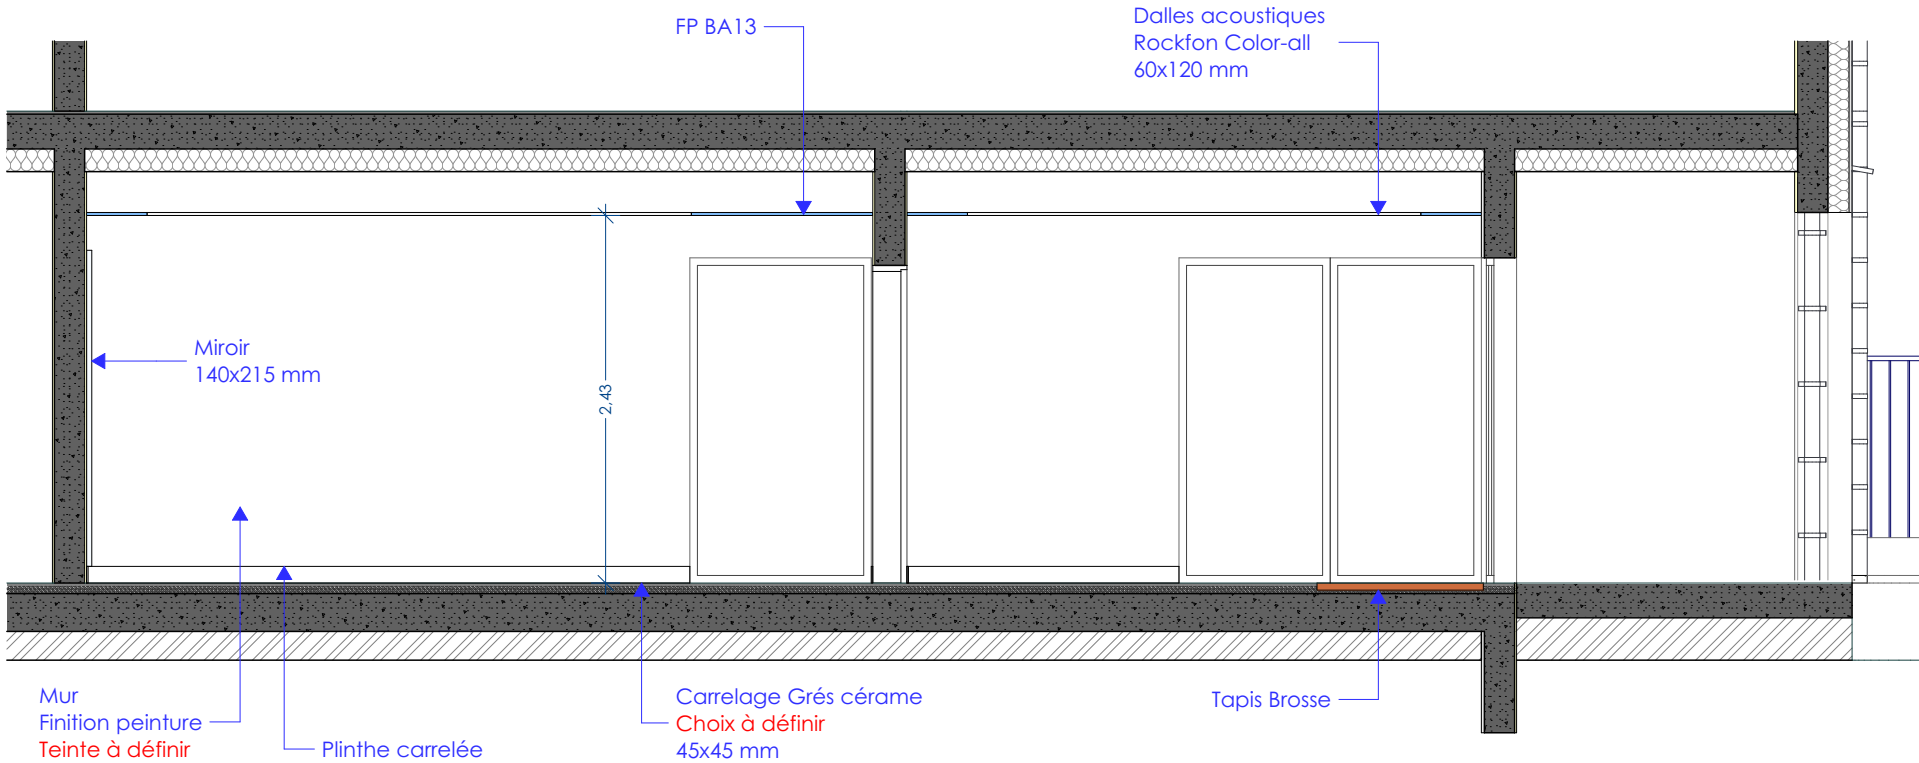 FP BA13
Dalles acoustiques
Rockfon Color-all
60x120 mm
Miroir
140x215 mm
2,43
Mur
Finition peinture
Teinte à définir
Plinthe carrelée
Carrelage Grés cérame
Choix à définir
45x45 mm
Tapis Brosse